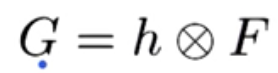 G = h ⊗ F